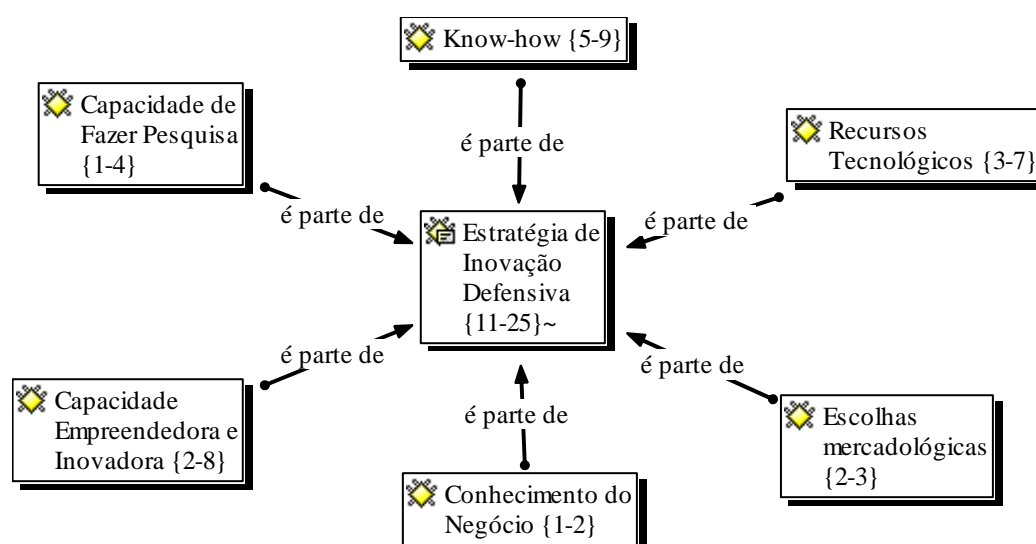 Know-how {5-9}
Capacidade de
Fazer Pesquisa
{1-4}
é parte de
Recursos
Tecnológicos {3-7}
é parte de
é parte de
Estratégia de
Inovação
Defensiva
{11-25}~
é parte de
é parte de
é parte de
Capacidade
Empreendedora e
Inovadora {2-8}
Escolhas
mercadológicas
{2-3}
Conhecimento do
Negócio {1-2}